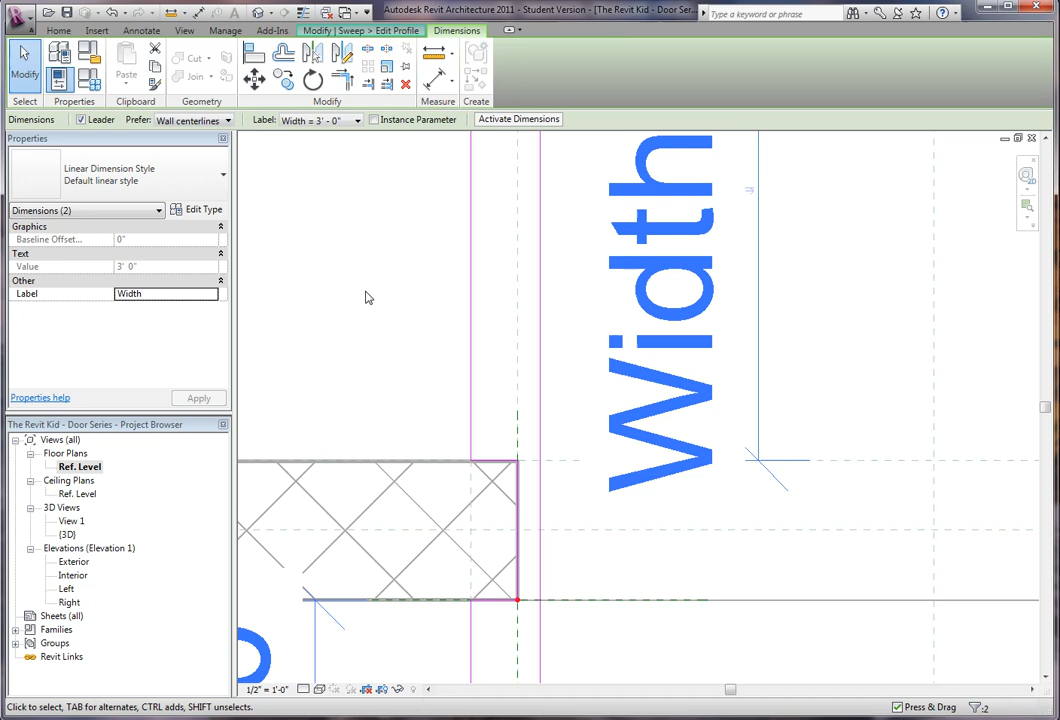 Autodesk Revit Architecture 2011 - Student Version - [The Revit Kid - Door Series -...
Type a keyword or phrase
Home
Insert
Annotate
View
Manage
Add-Ins
Modify | Sweep > Edit Profile
Dimensions
Modify
Paste
Cut
Join
Select
Properties
Clipboard
Geometry
Modify
Measure
Create
Dimensions
Leader
Prefer:
Wall centerlines
Label:
Width = 3' - 0"
Instance Parameter
Activate Dimensions
Properties
Linear Dimension Style
Default linear style
Dimensions (2)
Edit Type
Graphics
Baseline Offset...
0"
Text
Value
3' 0"
Other
Label
Width
Properties help
Apply
The Revit Kid - Door Series - Project Browser
Views (all)
Floor Plans
Ref. Level
Ceiling Plans
Ref. Level
3D Views
View 1
{3D}
Elevations (Elevation 1)
Exterior
Interior
Left
Right
Sheets (all)
Families
Groups
Revit Links
Width
1/2" = 1'-0"
Click to select, TAB for alternates, CTRL adds, SHIFT unselects.
Press & Drag
:2